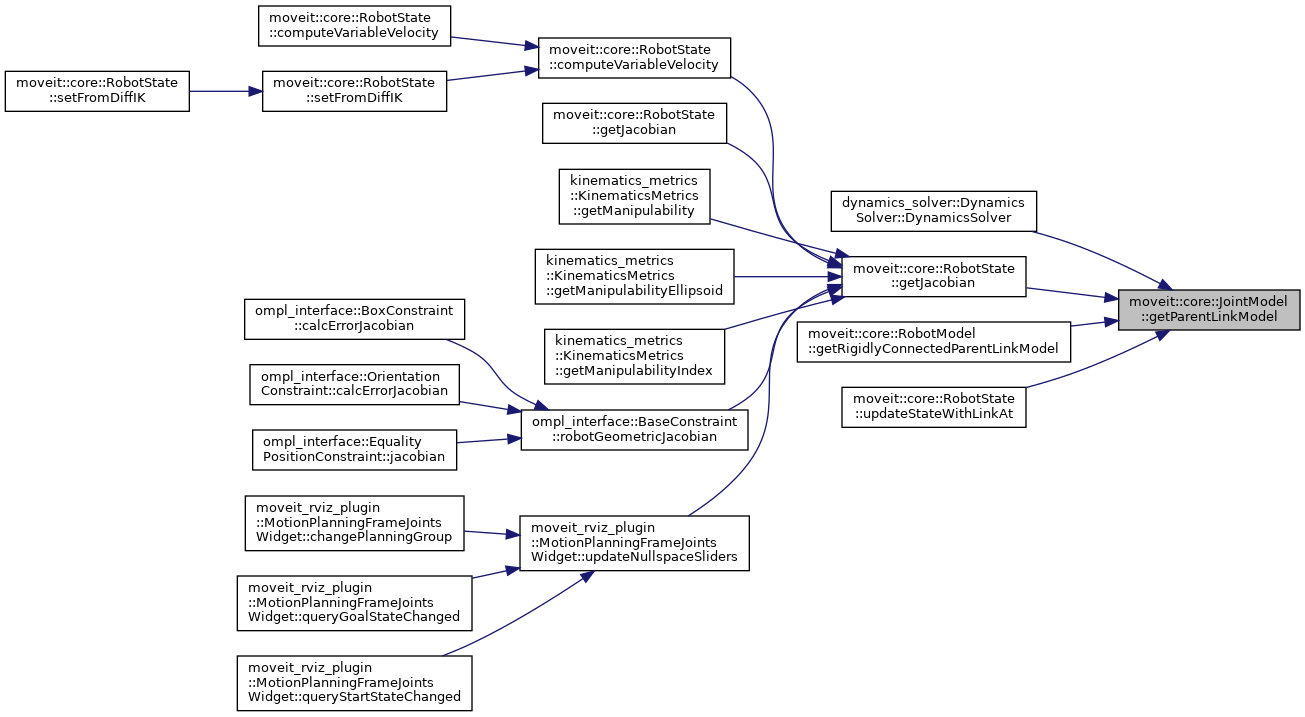 moveit::core::RobotState
::computeVariableVelocity
moveit::core::RobotState
::setFromDiffIK
moveit::core::RobotState
::setFromDiffIK
moveit::core::RobotState
::computeVariableVelocity
moveit::core::RobotState
::getJacobian
kinematics_metrics
::KinematicsMetrics
::getManipulability
kinematics_metrics
::KinematicsMetrics
::getManipulabilityEllipsoid
kinematics_metrics
::KinematicsMetrics
::getManipulabilityIndex
ompl_interface::BoxConstraint
::calcErrorJacobian
ompl_interface::Orientation
Constraint::calcErrorJacobian
ompl_interface::Equality
PositionConstraint::jacobian
ompl_interface::BaseConstraint
::robotGeometricJacobian
moveit_rviz_plugin
::MotionPlanningFrameJoints
Widget::changePlanningGroup
moveit_rviz_plugin
::MotionPlanningFrameJoints
Widget::queryGoalStateChanged
moveit_rviz_plugin
::MotionPlanningFrameJoints
Widget::queryStartStateChanged
moveit_rviz_plugin
::MotionPlanningFrameJoints
Widget::updateNullspaceSliders
dynamics_solver::Dynamics
Solver::DynamicsSolver
moveit::core::RobotState
::getJacobian
moveit::core::RobotModel
::getRigidlyConnectedParentLinkModel
moveit::core::RobotState
::updateStateWithLinkAt
moveit::core::JointModel
::getParentLinkModel